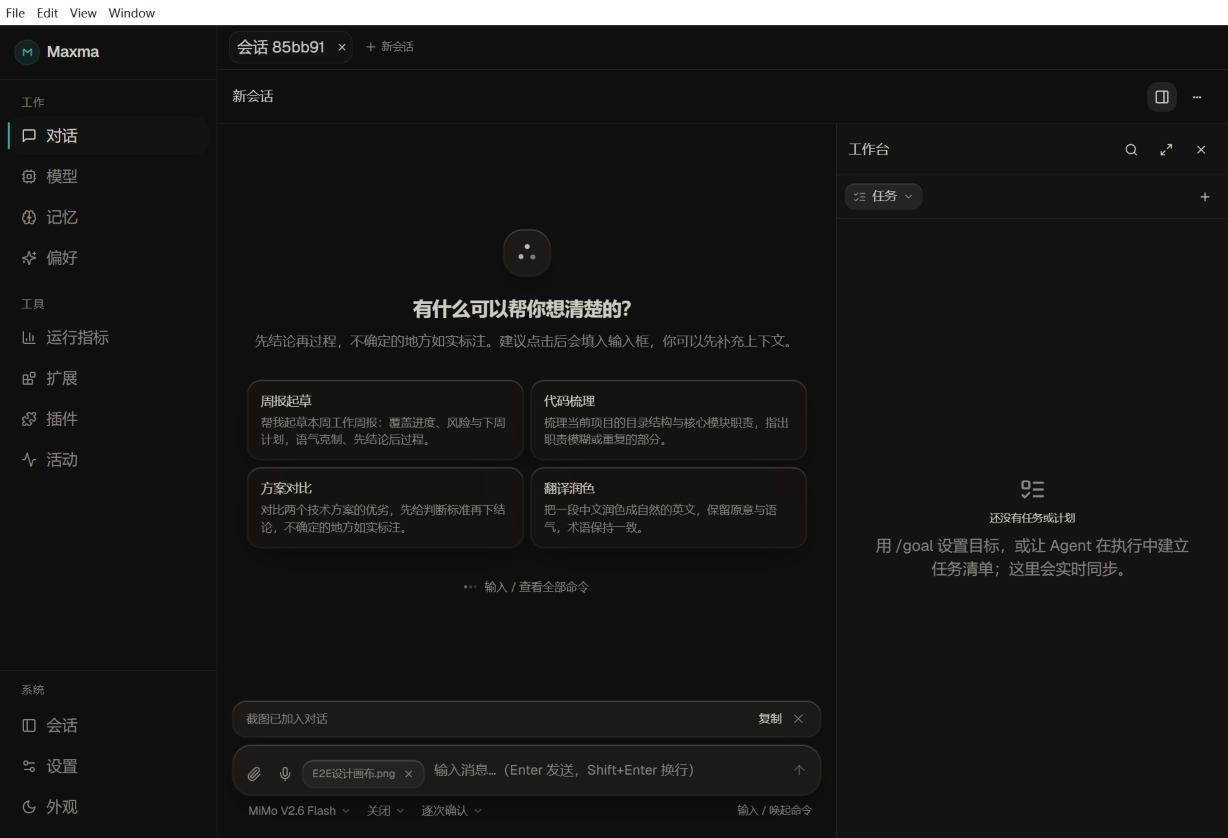 File Edit View Window
Maxma
工作
对话
模型
记忆
偏好
工具
运行指标
扩展
插件
活动
系统
会话
设置
外观
会话 85bb91
新会话
新会话
有什么可以帮你想清楚的?
先结论再过程，不确定的地方如实标注。建议点击后会填入输入框，你可以先补充上下文。
周报起草
帮我起草本周工作周报：覆盖进度、风险与下周
计划，语气克制、先结论后过程。
代码梳理
梳理当前项目的目录结构与核心模块职责，指出
职责模糊或重复的部分。
方案对比
对比两个技术方案的优劣，先给判断标准再下结
论，不确定的地方如实标注。
翻译润色
把一段中文润色成自然的英文，保留原意与语
气，术语保持一致。
输入 / 查看全部命令
截图已加入对话
复制
E2E设计画布.png
输入消息...（Enter 发送，Shift+Enter 换行）
MiMo V2.6 Flash
关闭
逐次确认
输入 / 唤起命令
工作台
任务
还没有任务或计划
用 /goal 设置目标，或让 Agent 在执行中建立
任务清单；这里会实时同步。